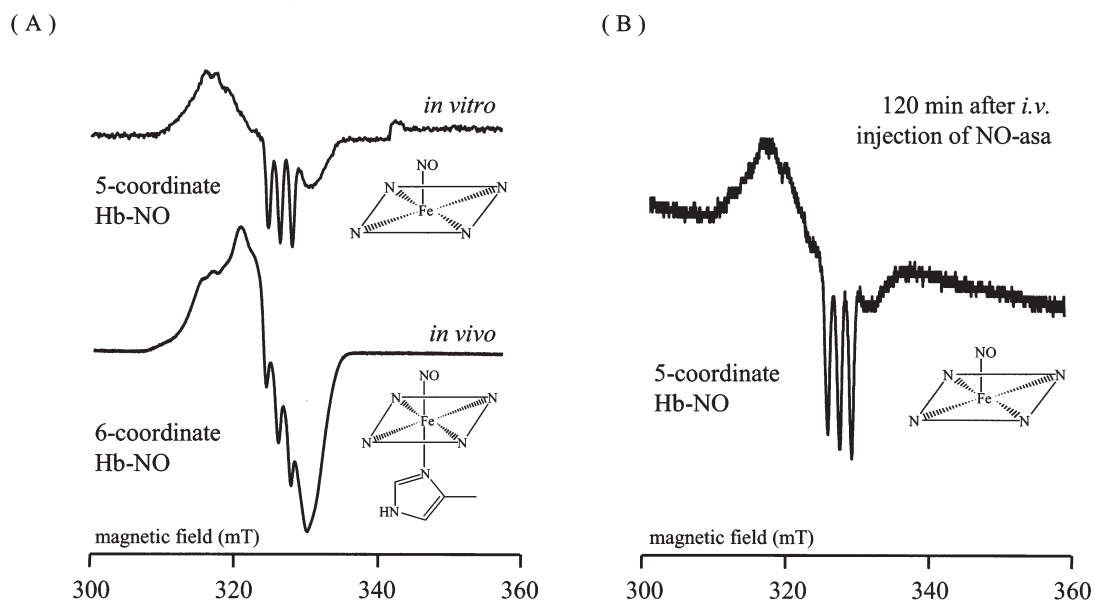 ( A )
in vitro
5-coordinate
Hb-NO
NO
N
N
Fe
N
N
in vivo
6-coordinate
Hb-NO
NO
N
N
Fe
N
N
N
HN
magnetic field (mT)
300 320 340 360
( B )
120 min after i.v.
injection of NO-asa
5-coordinate
Hb-NO
NO
N
N
Fe
N
N
magnetic field (mT)
300 320 340 360